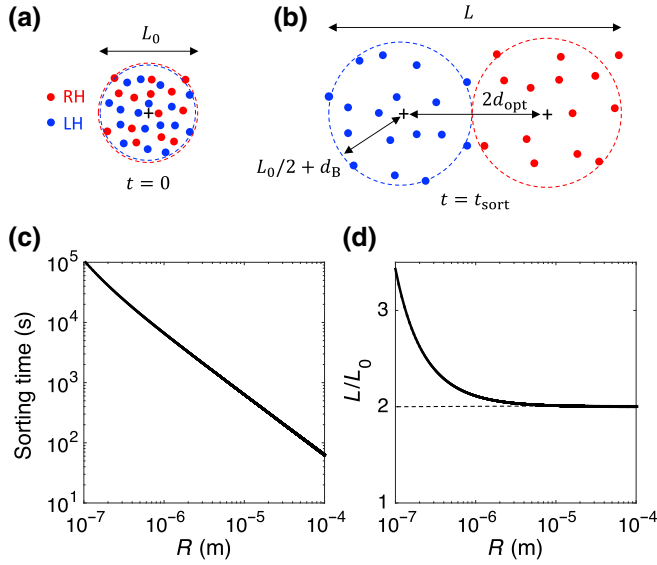 (a)
L₀
RH
LH
+
t = 0
(b)
L
2d_opt
+
+
L₀/2 + d_B
t = t_sort
(c)
Sorting time (s)
10⁵
10⁴
10³
10²
10¹
10⁻⁷
10⁻⁶
10⁻⁵
10⁻⁴
R (m)
(d)
L/L₀
3
2
1
10⁻⁷
10⁻⁶
10⁻⁵
10⁻⁴
R (m)